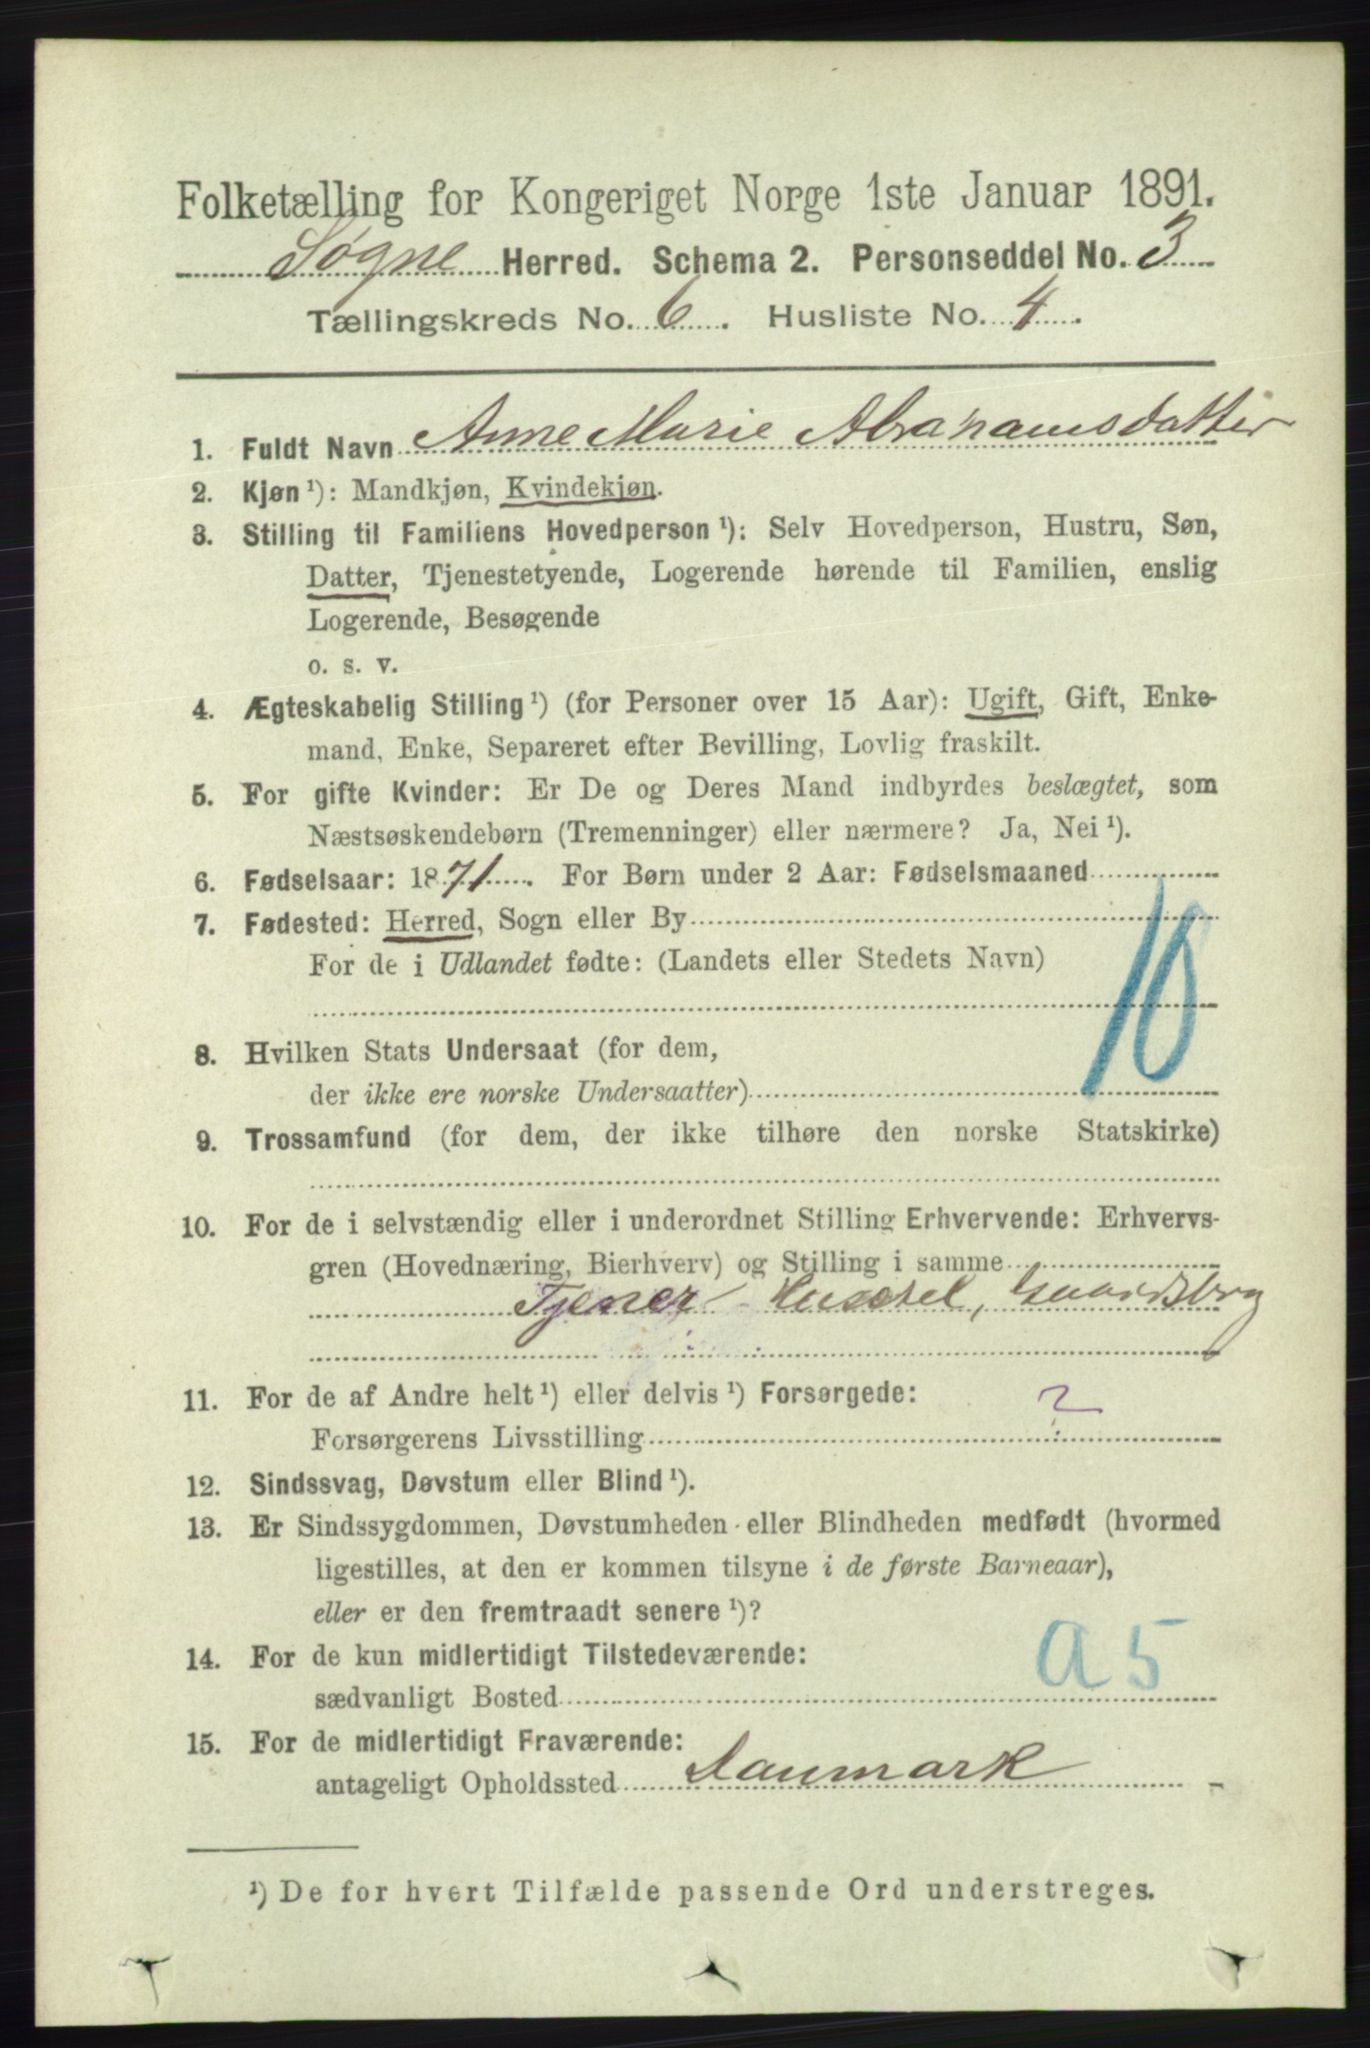 Folketælling for Kongeriget Norge 1ste Januar 1891.
Søgne Herred. Schema 2. Personseddel No. 3
Tællingskreds No. 6. Husliste No. 4.
1. Fuldt Navn Anne Marie Abrahamsdatter
2. Kjøn ¹): Mandkjøn, Kvindekjøn.
3. Stilling til Familiens Hovedperson ¹): Selv Hovedperson, Hustru, Søn,
Datter, Tjenestetyende, Logerende hørende til Familien, enslig
Logerende, Besøgende
o. s. v.
4. Ægteskabelig Stilling ¹) (for Personer over 15 Aar): Ugift, Gift, Enke-
mand, Enke, Separeret efter Bevilling, Lovlig fraskilt.
5. For gifte Kvinder: Er De og Deres Mand indbyrdes beslægtet, som
Næstsøskendebørn (Tremenninger) eller nærmere? Ja, Nei ¹).
6. Fødselsaar: 1871. For Børn under 2 Aar: Fødselsmaaned
7. Fødested: Herred, Sogn eller By
For de i Udlandet fødte: (Landets eller Stedets Navn)
10
8. Hvilken Stats Undersaat (for dem,
der ikke ere norske Undersaatter)
9. Trossamfund (for dem, der ikke tilhøre den norske Statskirke)
10. For de i selvstændig eller i underordnet Stilling Erhvervende: Erhvervs-
gren (Hovednæring, Bierhverv) og Stilling i samme
Tjener Husstel, Gaardsbrug
11. For de af Andre helt ¹) eller delvis ¹) Forsørgede:
Forsørgerens Livsstilling ?
12. Sindssvag, Døvstum eller Blind ¹).
13. Er Sindssygdommen, Døvstumheden eller Blindheden medfødt (hvormed
ligestilles, at den er kommen tilsyne i de første Barneaar),
eller er den fremtraadt senere ¹)?
14. For de kun midlertidigt Tilstedeværende:
sædvanligt Bosted a 5
15. For de midlertidigt Fraværende:
antageligt Opholdssted Danmark
¹) De for hvert Tilfælde passende Ord understreges.